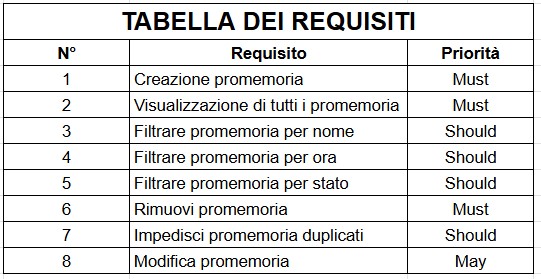 TABELLA DEI REQUISITI
N° Requisito Priorità
1 Creazione promemoria Must
2 Visualizzazione di tutti i promemoria Must
3 Filtrare promemoria per nome Should
4 Filtrare promemoria per ora Should
5 Filtrare promemoria per stato Should
6 Rimuovi promemoria Must
7 Impedisci promemoria duplicati Should
8 Modifica promemoria May